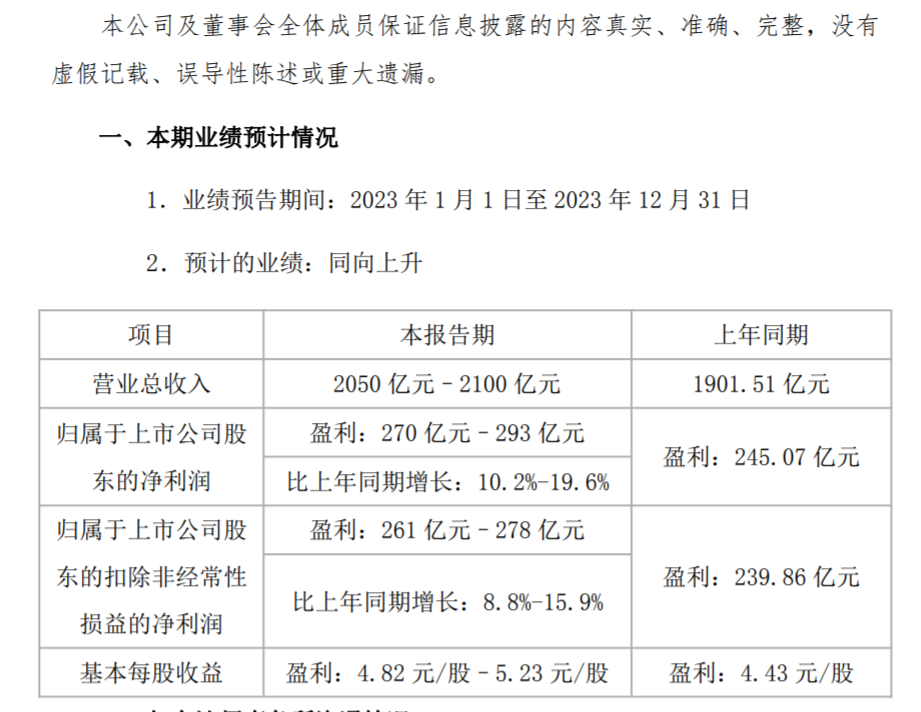 本公司及董事会全体成员保证信息披露的内容真实、准确、完整，没有
虚假记载、误导性陈述或重大遗漏。
一、本期业绩预计情况
1．业绩预告期间：2023 年 1 月 1 日至 2023 年 12 月 31 日
2．预计的业绩：同向上升
项目 本报告期 上年同期
营业总收入 2050 亿元–2100 亿元 1901.51 亿元
归属于上市公司股
东的净利润
盈利：270 亿元–293 亿元
比上年同期增长：10.2%-19.6%
盈利：245.07 亿元
归属于上市公司股
东的扣除非经常性
损益的净利润
盈利：261 亿元–278 亿元
比上年同期增长：8.8%-15.9%
盈利：239.86 亿元
基本每股收益 盈利：4.82 元/股–5.23 元/股 盈利：4.43 元/股